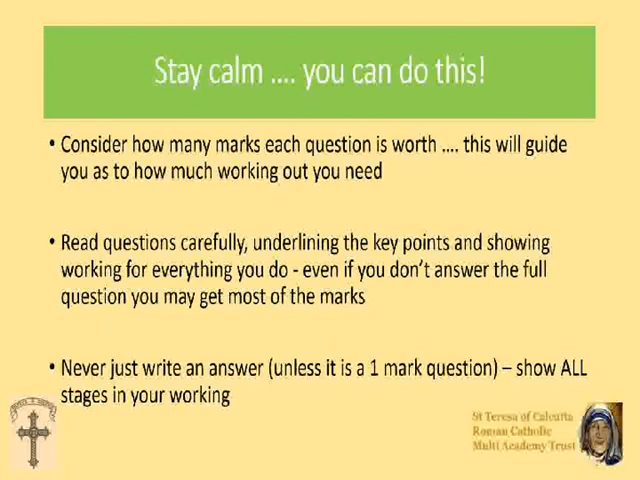 Stay calm .... you can do this!
• Consider how many marks each question is worth .... this will guide
you as to how much working out you need
• Read questions carefully, underlining the key points and showing
working for everything you do - even if you don't answer the full
question you may get most of the marks
• Never just write an answer (unless it is a 1 mark question) – show ALL
stages in your working
St Teresa of Calcutta
Roman Catholic
Multi Academy Trust